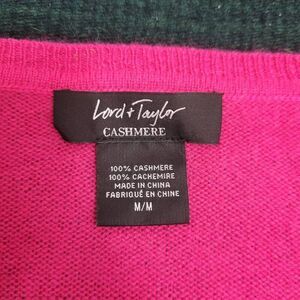 Lord + Taylor
CASHMERE
100% CASHMERE
100% CACHEMIRE
MADE IN CHINA
FABRIQUÉ EN CHINE
M/M